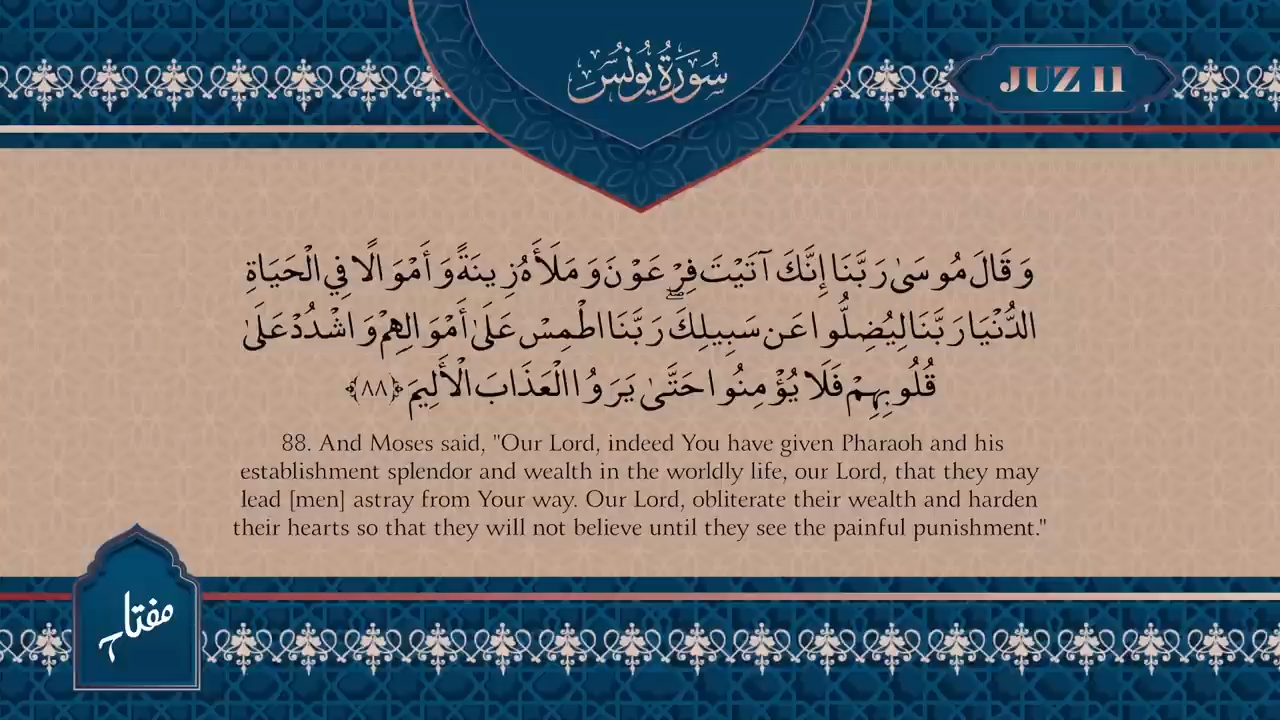 سُورَةُ يُونُسَ
JUZ 11
وَقَالَ مُوسَىٰ رَبَّنَا إِنَّكَ آتَيْتَ فِرْعَوْنَ وَمَلَأَهُ زِينَةً وَأَمْوَالًا فِي الْحَيَاةِ
الدُّنْيَا رَبَّنَا لِيُضِلُّوا عَن سَبِيلِكَ ۖ رَبَّنَا اطْمِسْ عَلَىٰ أَمْوَالِهِمْ وَاشْدُدْ عَلَىٰ
قُلُوبِهِمْ فَلَا يُؤْمِنُوا حَتَّىٰ يَرَوُا الْعَذَابَ الْأَلِيمَ ﴿٨٨﴾
88. And Moses said, "Our Lord, indeed You have given Pharaoh and his
establishment splendor and wealth in the worldly life, our Lord, that they may
lead [men] astray from Your way. Our Lord, obliterate their wealth and harden
their hearts so that they will not believe until they see the painful punishment."
مفتاح